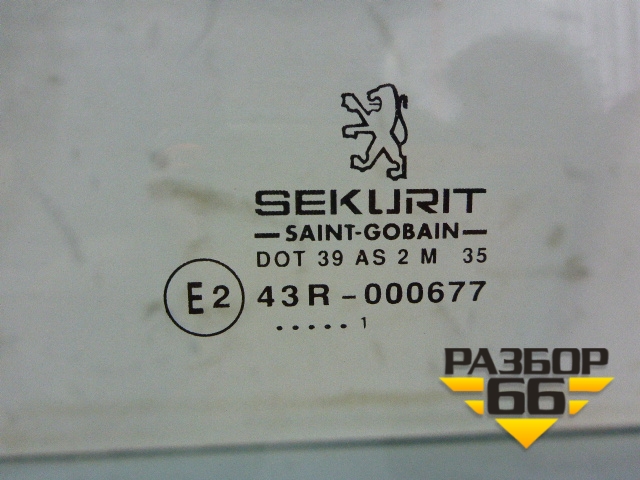 SEKURIT
SAINT-GOBAIN
DOT 39 AS 2 M 35
E2
43R-000677
..... 1
РАЗБОР
66